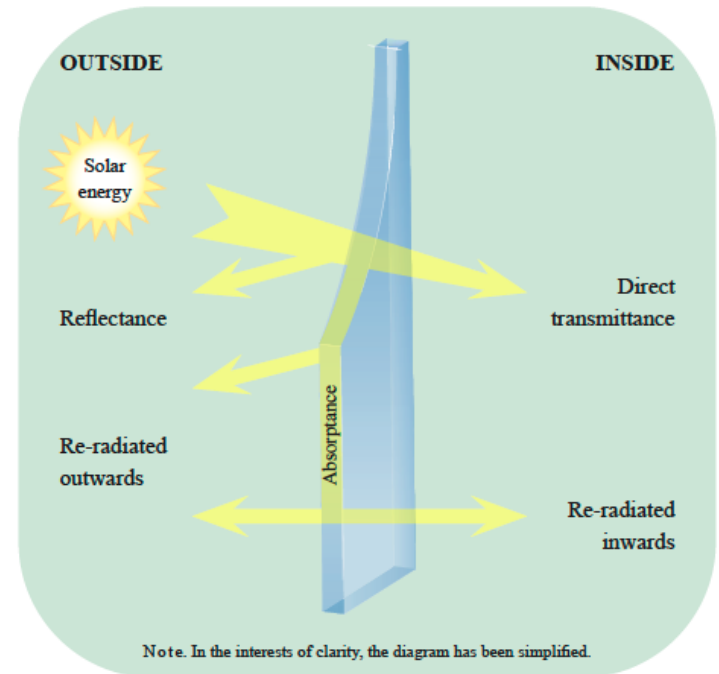 OUTSIDE
INSIDE
Solar
energy
Reflectance
Direct
transmittance
Absorptance
Re-radiated
outwards
Re-radiated
inwards
Note. In the interests of clarity, the diagram has been simplified.